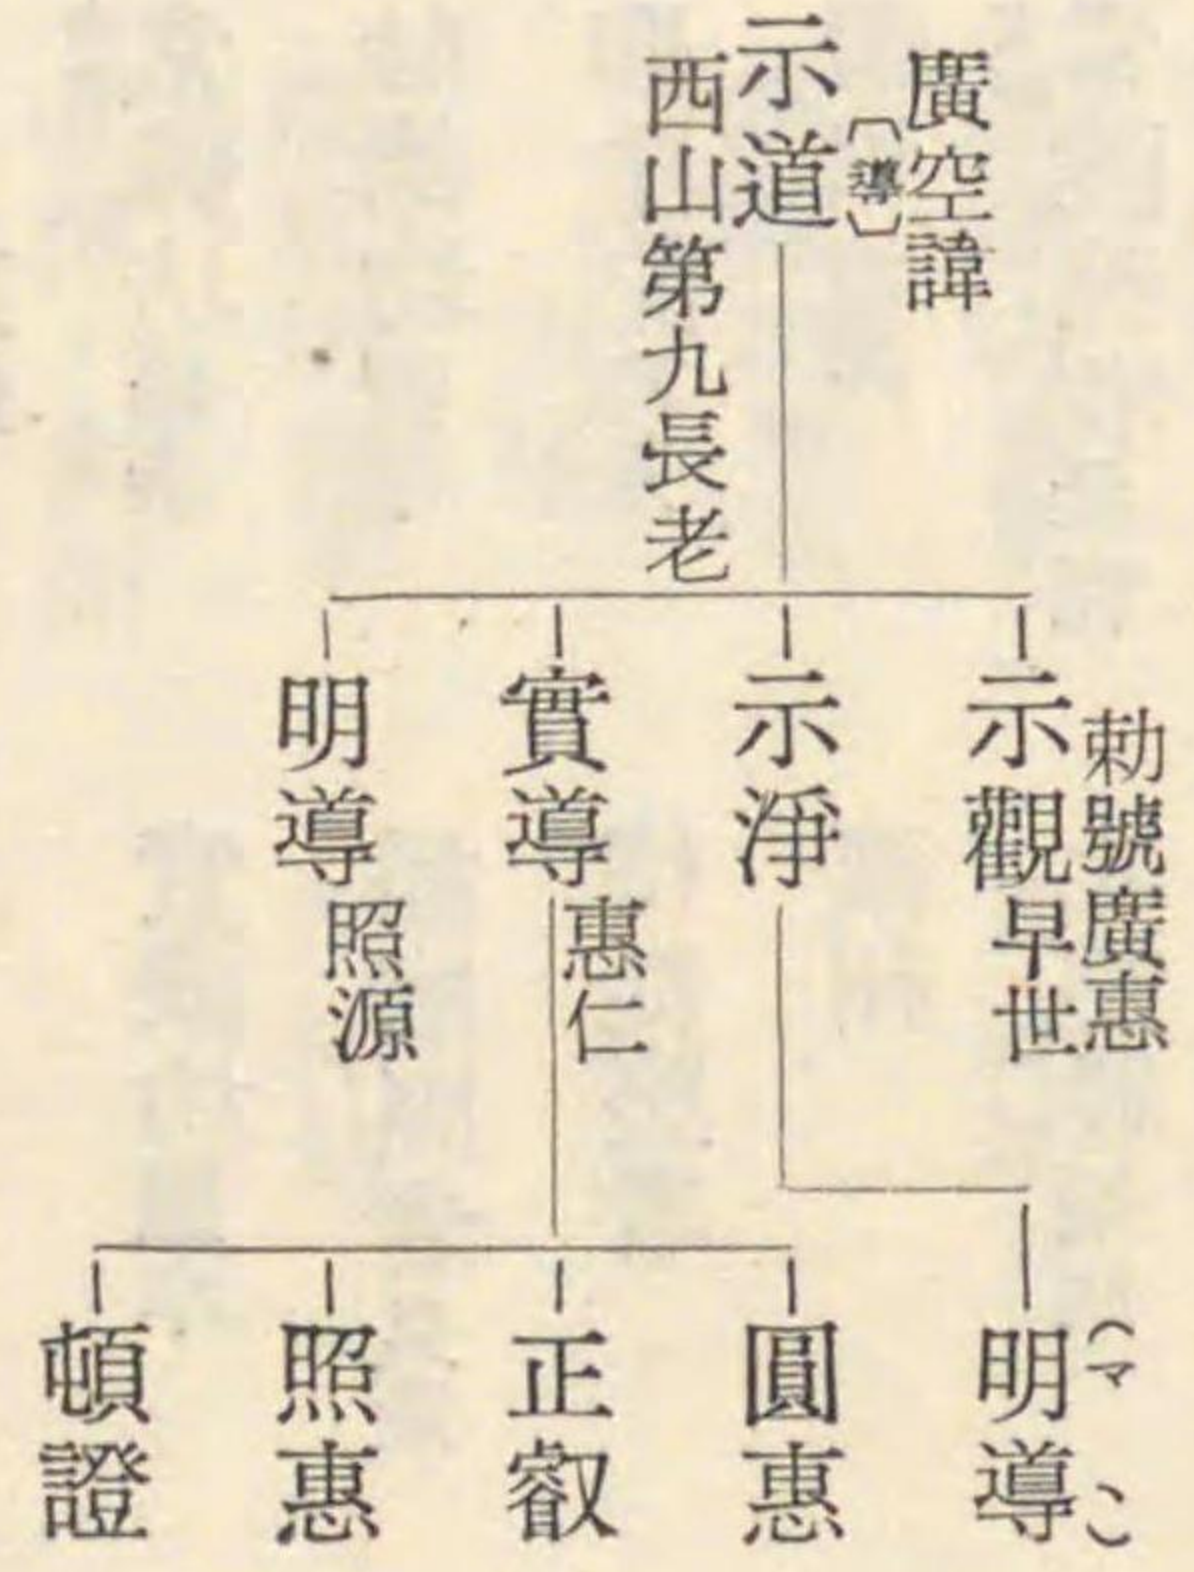 廣空諱
〔導〕
示道
西山第九長老
勅號廣惠
示觀早世
示淨
實導惠仁
明導照源
(マヽ)
明導
圓惠
正叡
照惠
頓證